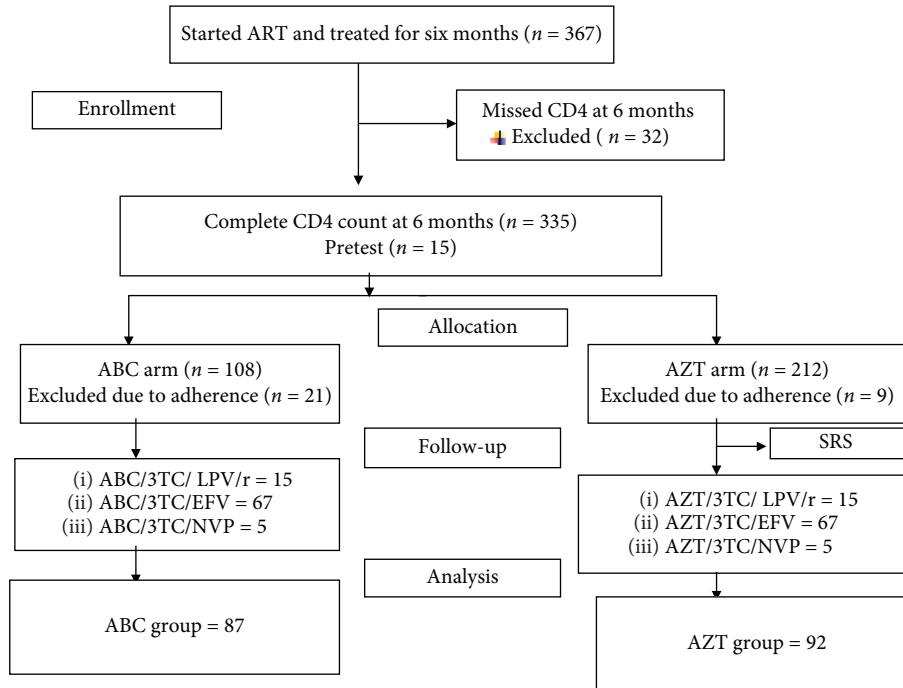 Started ART and treated for six months (n = 367)
Enrollment
Missed CD4 at 6 months
Excluded ( n = 32)
Complete CD4 count at 6 months (n = 335)
Pretest (n = 15)
Allocation
ABC arm (n = 108)
Excluded due to adherence (n = 21)
AZT arm (n = 212)
Excluded due to adherence (n = 9)
Follow-up
SRS
(i) ABC/3TC/ LPV/r = 15
(ii) ABC/3TC/EFV = 67
(iii) ABC/3TC/NVP = 5
(i) AZT/3TC/ LPV/r = 15
(ii) AZT/3TC/EFV = 67
(iii) AZT/3TC/NVP = 5
Analysis
ABC group = 87
AZT group = 92